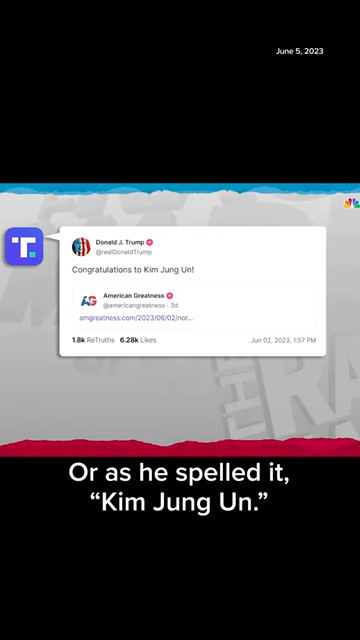 June 5, 2023
T.
Donald J. Trump
@realDonaldTrump
Congratulations to Kim Jung Un!
AG
American Greatness
@americangreatness · 3d
amgreatness.com/2023/06/02/nor...
1.8k ReTruths 6.28k Likes
Jun 02, 2023, 1:57 PM
Or as he spelled it,
“Kim Jung Un.”